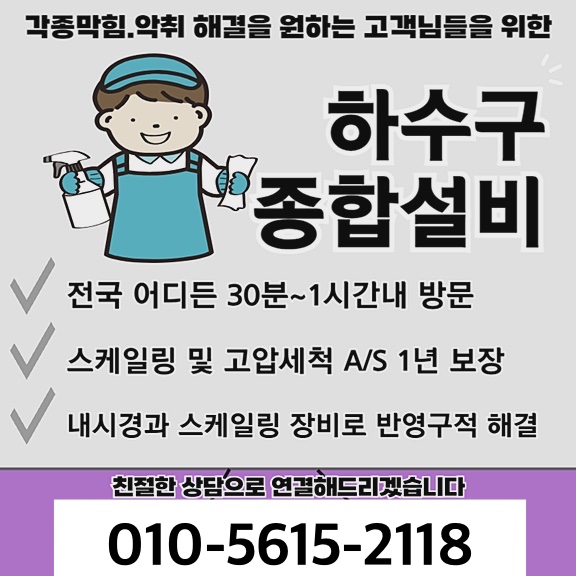 각종막힘.악취 해결을 원하는 고객님들을 위한
하수구
종합설비
전국 어디든 30분~1시간내 방문
스케일링 및 고압세척 A/S 1년 보장
내시경과 스케일링 장비로 반영구적 해결
친절한 상담으로 연결해드리겠습니다
010-5615-2118